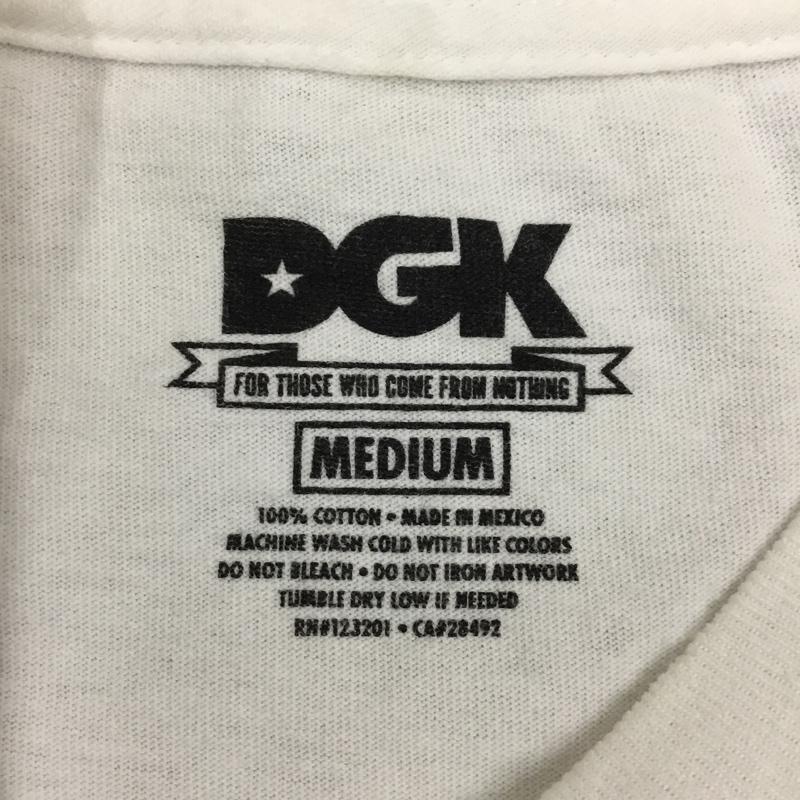 DGK
FOR THOSE WHO COME FROM NOTHING
MEDIUM
100% COTTON • MADE IN MEXICO
MACHINE WASH COLD WITH LIKE COLORS
DO NOT BLEACH • DO NOT IRON ARTWORK
TUMBLE DRY LOW IF NEEDED
RN#123201 • CA#28492